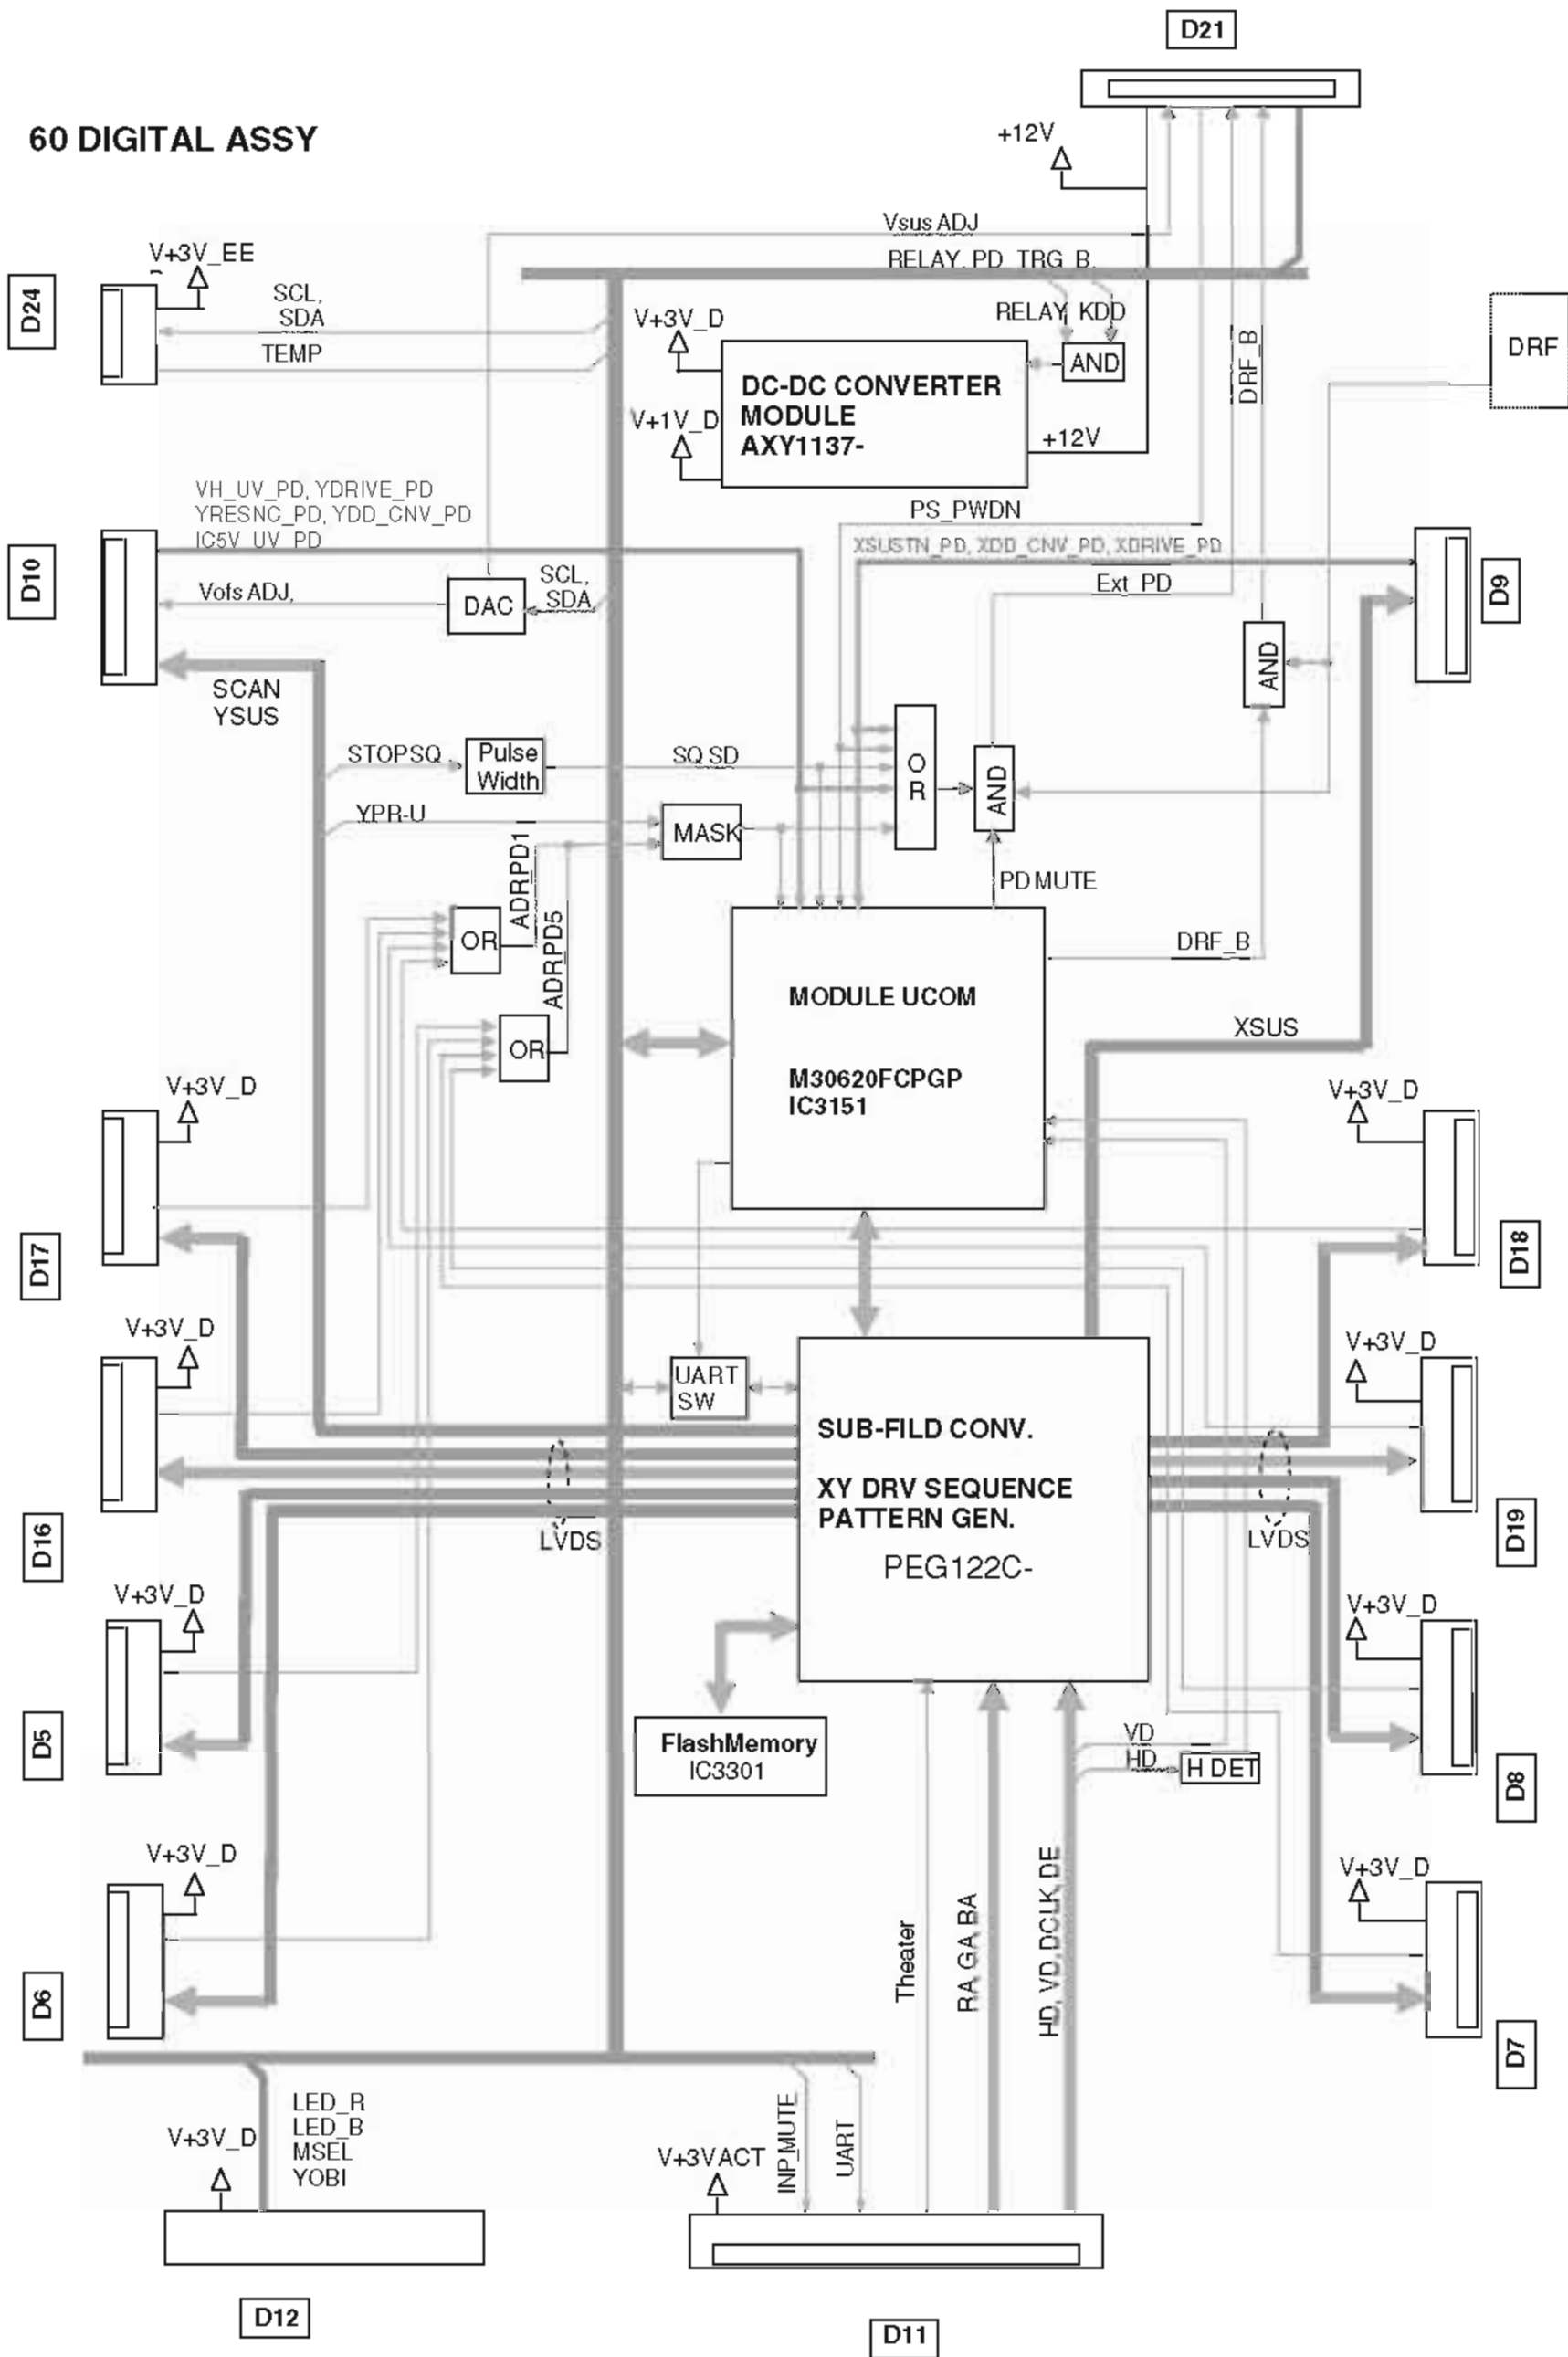 D21
60 DIGITAL ASSY
+12V
Vsus ADJ
RELAY, PD_TRG_B,
V+3V_EE
D24
SCL,
SDA
TEMP
V+3V_D
RELAY KDD
AND
DRF_B
DRF
DC-DC CONVERTER
MODULE
AXY1137-
V+1V_D
+12V
VH_UV_PD, YDRIVE_PD
YRESNC_PD, YDD_CNV_PD
IC5V_UV_PD
PS_PWDN
XSUSTN_PD, XDD_CNV_PD, XDRIVE_PD
Ext_PD
D10
D9
Vofs ADJ,
DAC
SCL,
SDA
AND
SCAN
YSUS
STOPSQ
Pulse
Width
SQ SD
O
R
AND
YPR-U
MASK
ADRPD1
PD MUTE
OR
ADRPD5
DRF_B
MODULE UCOM
OR
XSUS
M30620FCPGP
IC3151
V+3V_D
V+3V_D
D17
D18
V+3V_D
V+3V_D
UART
SW
SUB-FILD CONV.
XY DRV SEQUENCE
PATTERN GEN.
PEG122C-
LVDS
LVDS
D16
D19
V+3V_D
V+3V_D
FlashMemory
IC3301
VD
HD
H DET
D5
D8
V+3V_D
V+3V_D
Theater
RA, GA, BA
HD, VD, DCLK, DE
D6
D7
LED_R
LED_B
MSEL
YOBI
V+3V_D
V+3VACT
INP_MUTE
UART
D12
D11